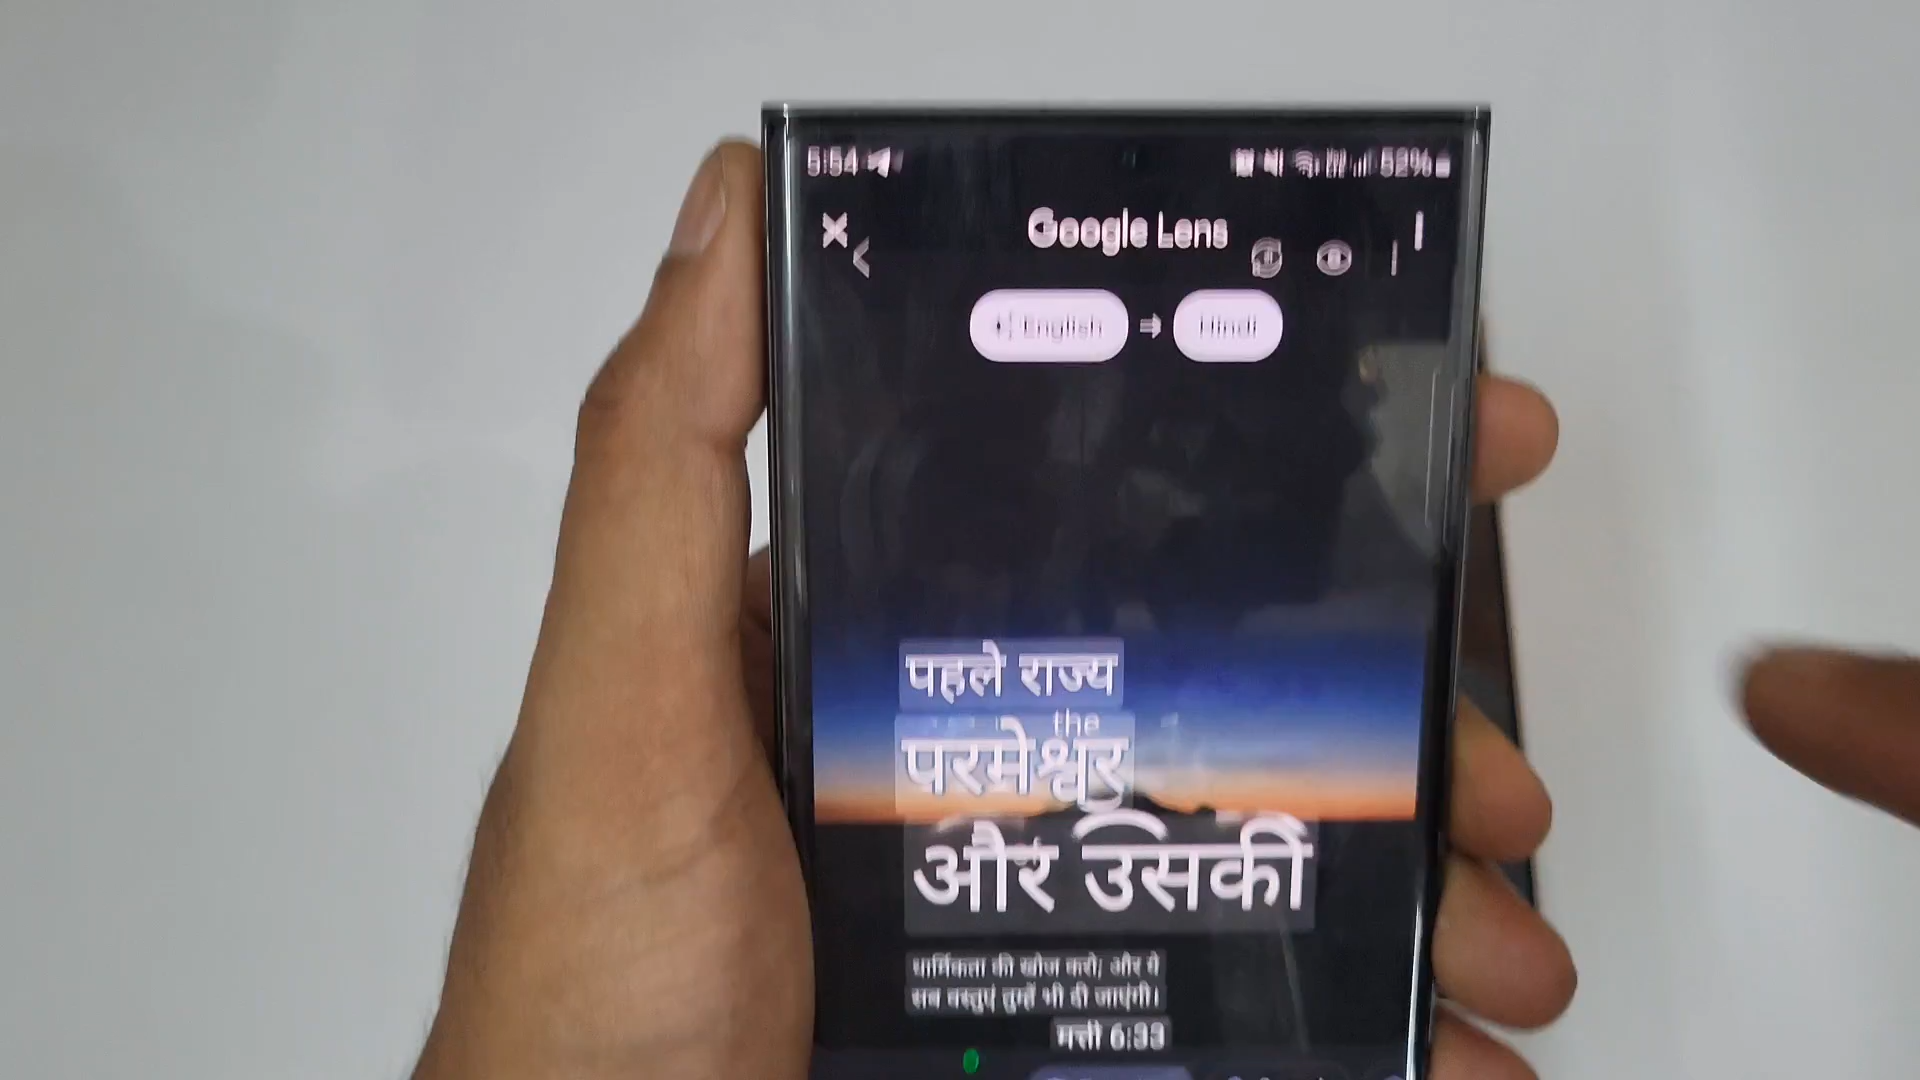 5:54 52%
Google Lens
English → Hindi
पहले राज्य
the
परमेश्वर
और उसकी
धार्मिकता की खोज करो; और ये
सब वस्तुएं तुम्हें भी दी जाएंगी।
मत्ती 6:33